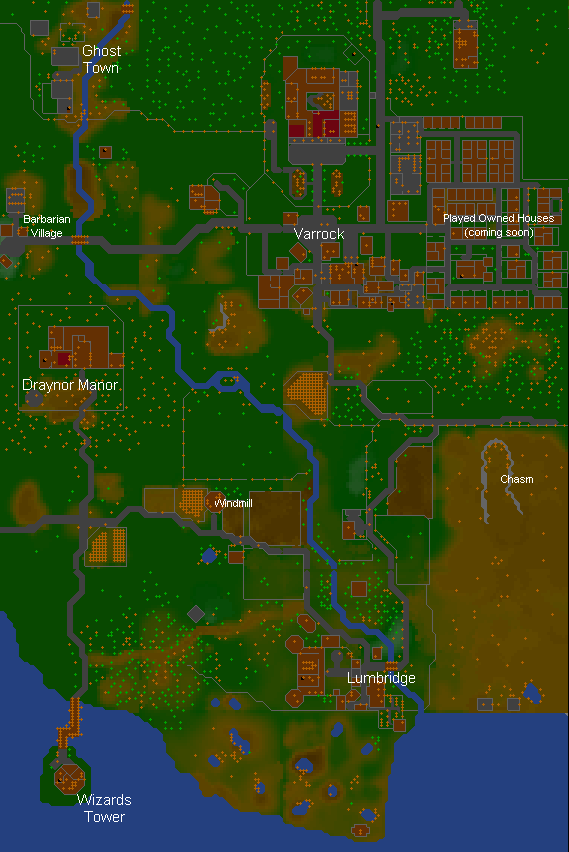 Ghost
Town
Barbarian
Village
Varrock
Played Owned Houses
(coming soon)
Draynor Manor
Chasm
Windmill
Lumbridge
Wizards
Tower